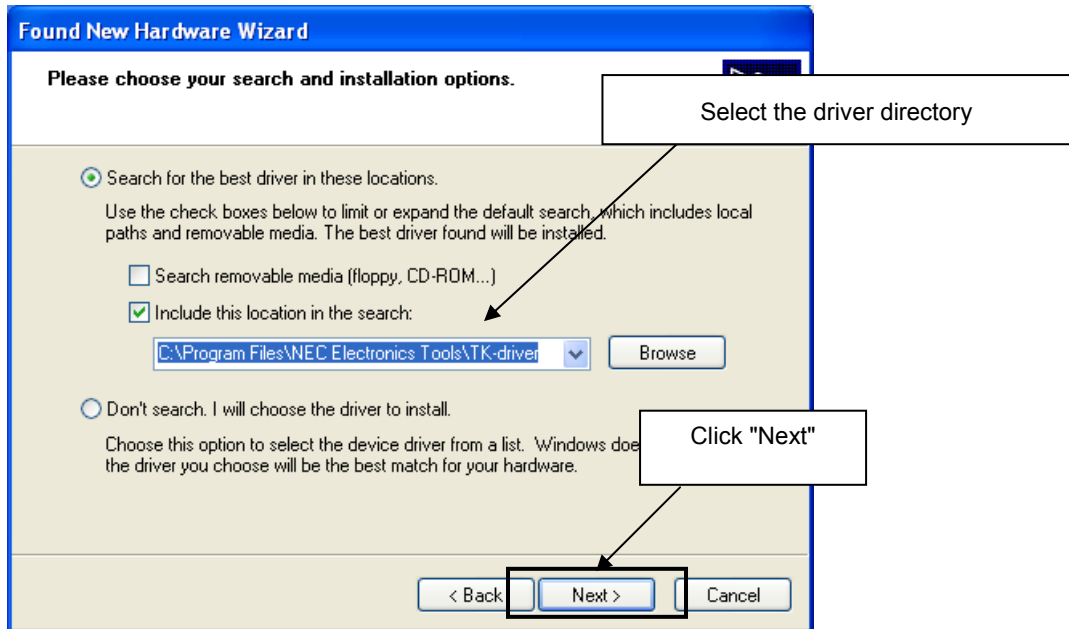 Found New Hardware Wizard
Please choose your search and installation options.
Select the driver directory
Search for the best driver in these locations.
Use the check boxes below to limit or expand the default search, which includes local
paths and removable media. The best driver found will be installed.
Search removable media (floppy, CD-ROM...)
Include this location in the search:
C:\Program Files\NEC Electronics Tools\TK-driver
Browse
Don't search. I will choose the driver to install.
Click "Next"
Choose this option to select the device driver from a list. Windows
the driver you choose will be the best match for your hardware.
< Back
Next >
Cancel